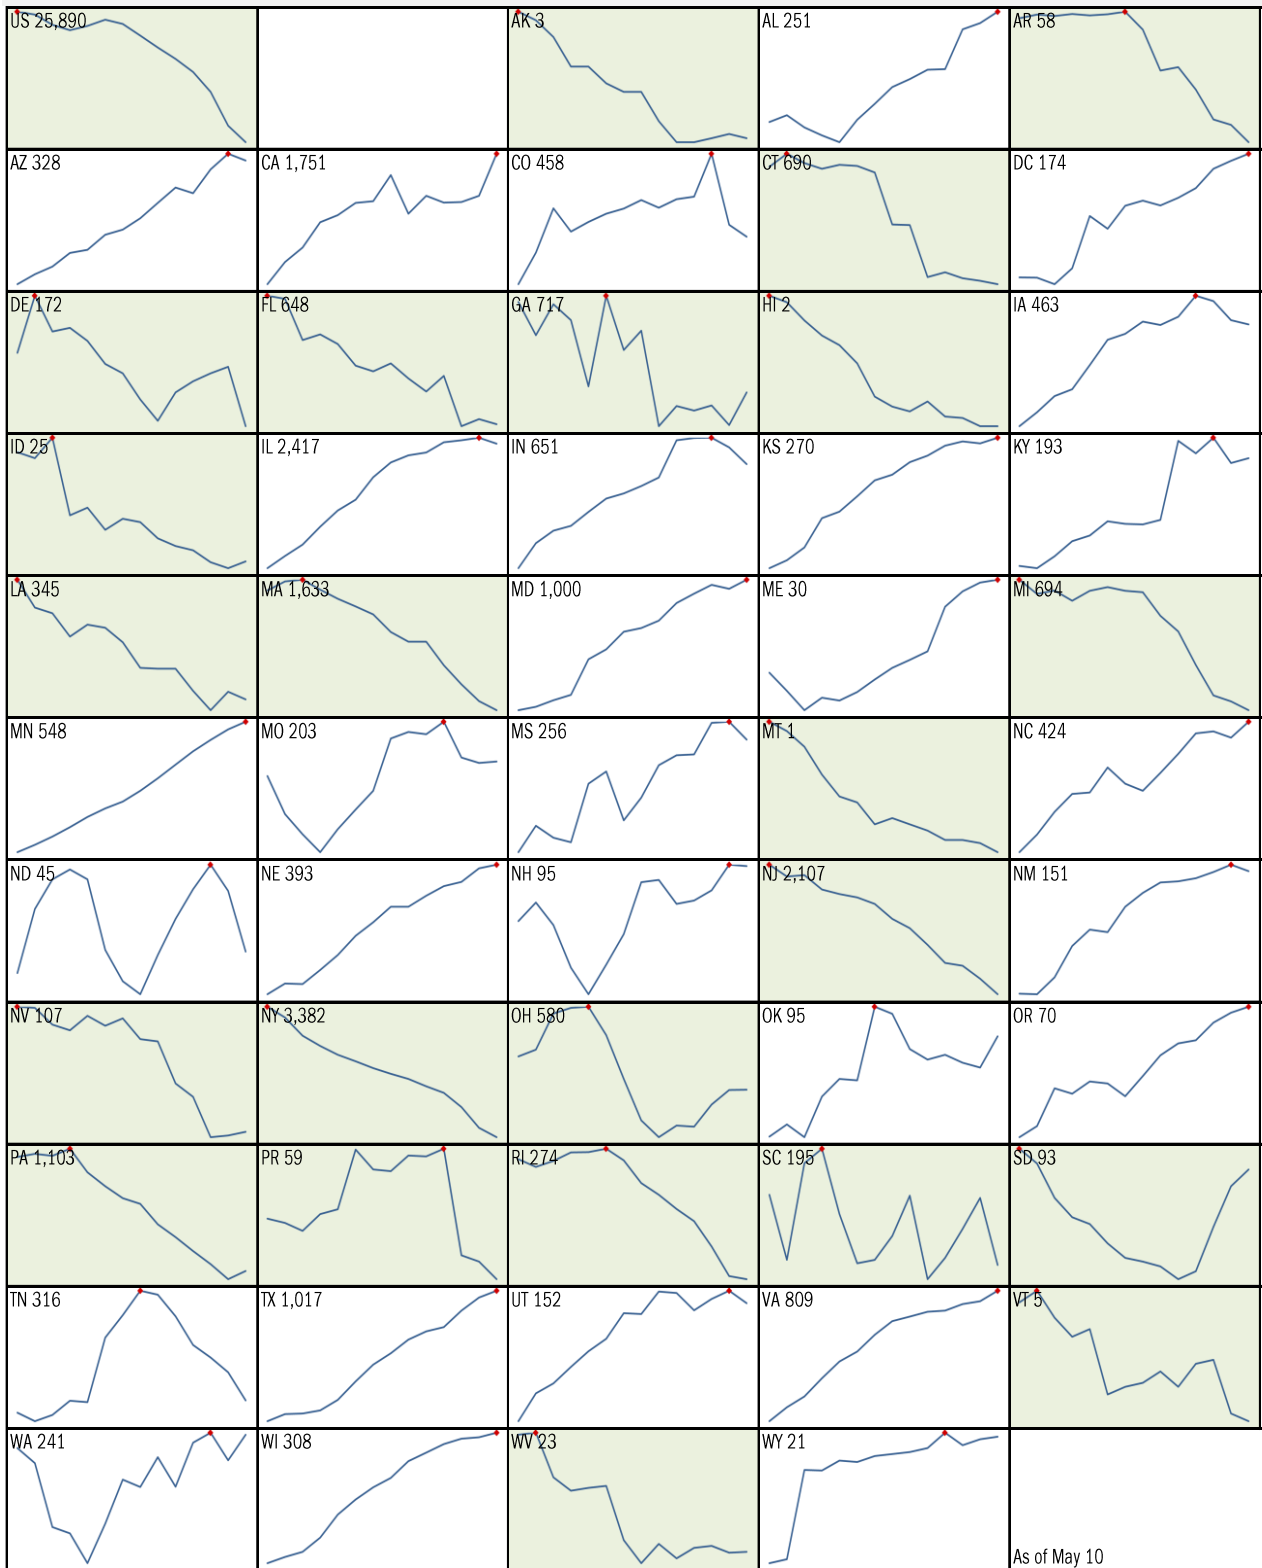 US 25,890
AK 3
AL 251
AR 58
AZ 328
CA 1,751
CO 458
CT 690
DC 174
DE 172
FL 648
GA 717
HI 2
IA 463
ID 25
IL 2,417
IN 651
KS 270
KY 193
LA 345
MA 1,633
MD 1,000
ME 30
MI 694
MN 548
MO 203
MS 256
MT 1
NC 424
ND 45
NE 393
NH 95
NJ 2,107
NM 151
NV 107
NY 3,382
OH 580
OK 95
OR 70
PA 1,103
PR 59
RI 274
SC 195
SD 93
TN 316
TX 1,017
UT 152
VA 809
VT 5
WA 241
WI 308
WV 23
WY 21
As of May 10